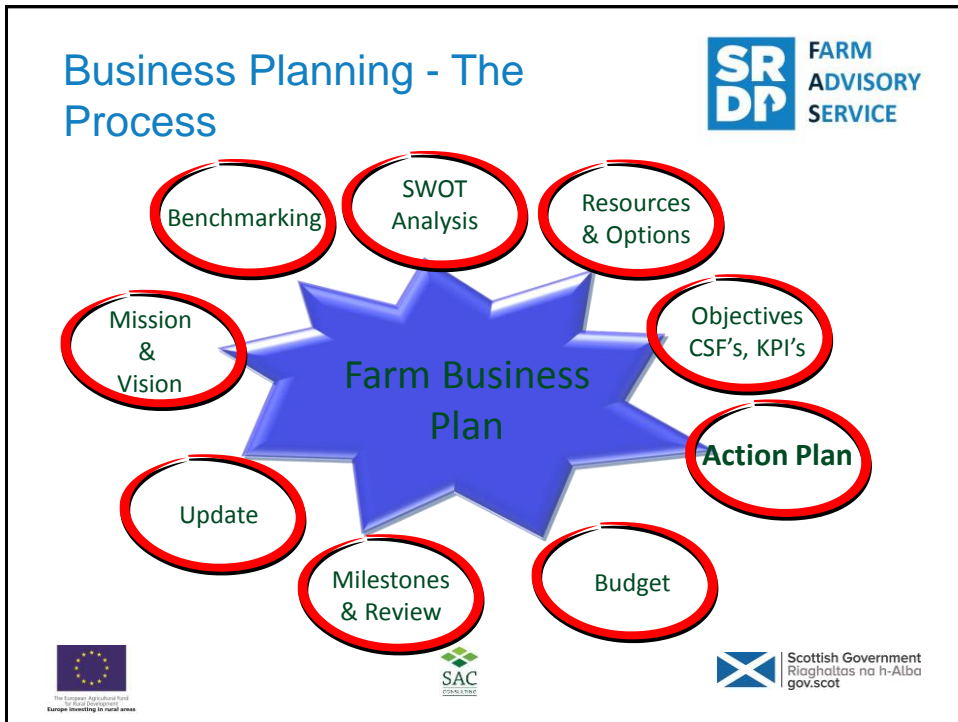 Business Planning - The
Process
SR
DP
FARM
ADVISORY
SERVICE
Benchmarking
SWOT
Analysis
Resources
& Options
Mission
&
Vision
Objectives
CSF’s, KPI’s
Farm Business
Plan
Action Plan
Update
Milestones
& Review
Budget
The European Agricultural Fund
for Rural Development
Europe investing in rural areas
SAC
CONSULTING
Scottish Government
Riaghaltas na h-Alba
gov.scot